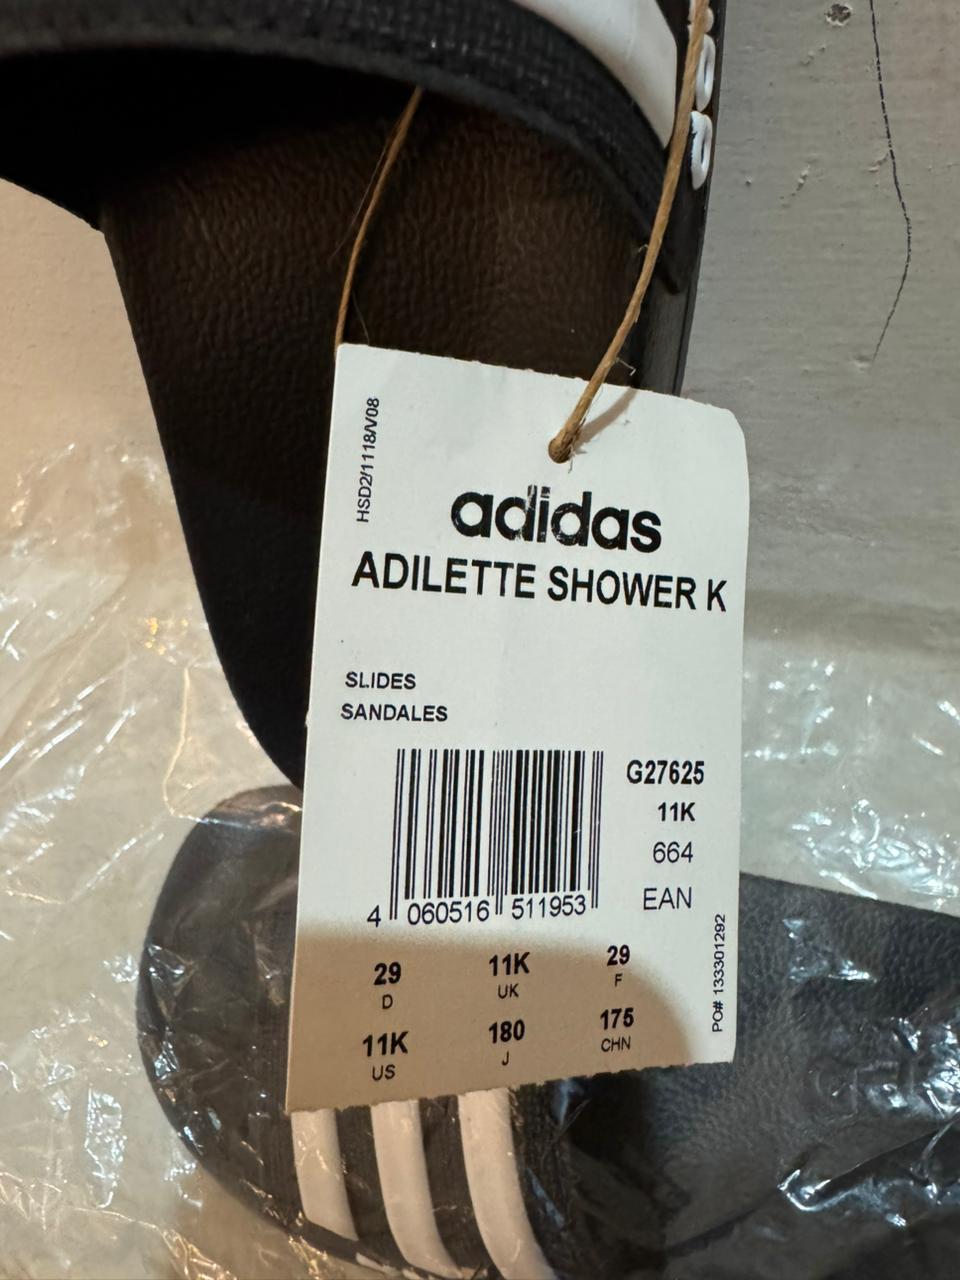 HSD2/1118/V08
adidas
ADILETTE SHOWER K
SLIDES
SANDALES
G27625
11K
664
EAN
4 060516 511953
PO# 133301292
29 11K 29
D UK F
11K 180 175
US J CHN